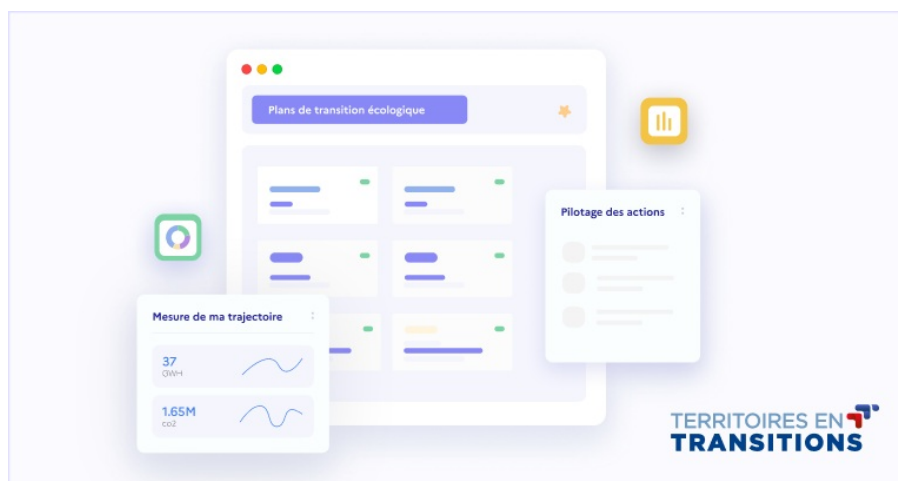 Plans de transition écologique
Pilotage des actions
Mesure de ma trajectoire
37
GWH
1.65M
co2
TERRITOIRES EN
TRANSITIONS